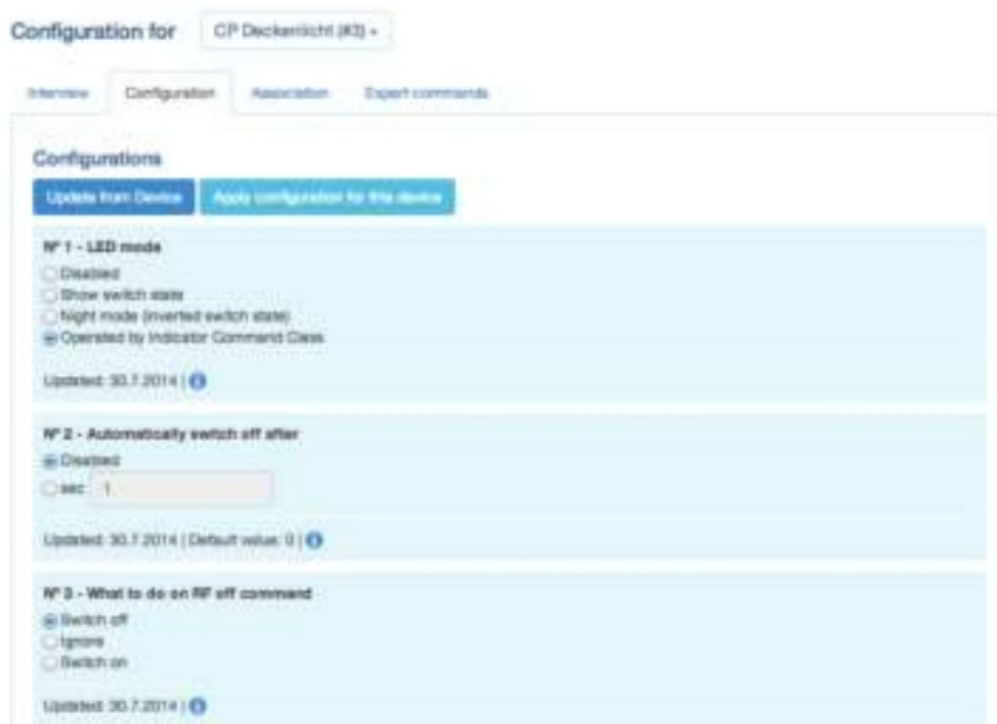 Configuration for CP Deckenlicht (#3)
Interview Configuration Association Expert commands
Configurations
Update from Device Apply configuration for this device
N° 1 - LED mode
Disabled
Show switch state
Night mode (inverted switch state)
Operated by Indicator Command Class
Updated: 30.7.2014 |
N° 2 - Automatically switch off after
Disabled
sec 1
Updated: 30.7.2014 | Default value: 0 |
N° 3 - What to do on RF off command
Switch off
Ignore
Switch on
Updated: 30.7.2014 |